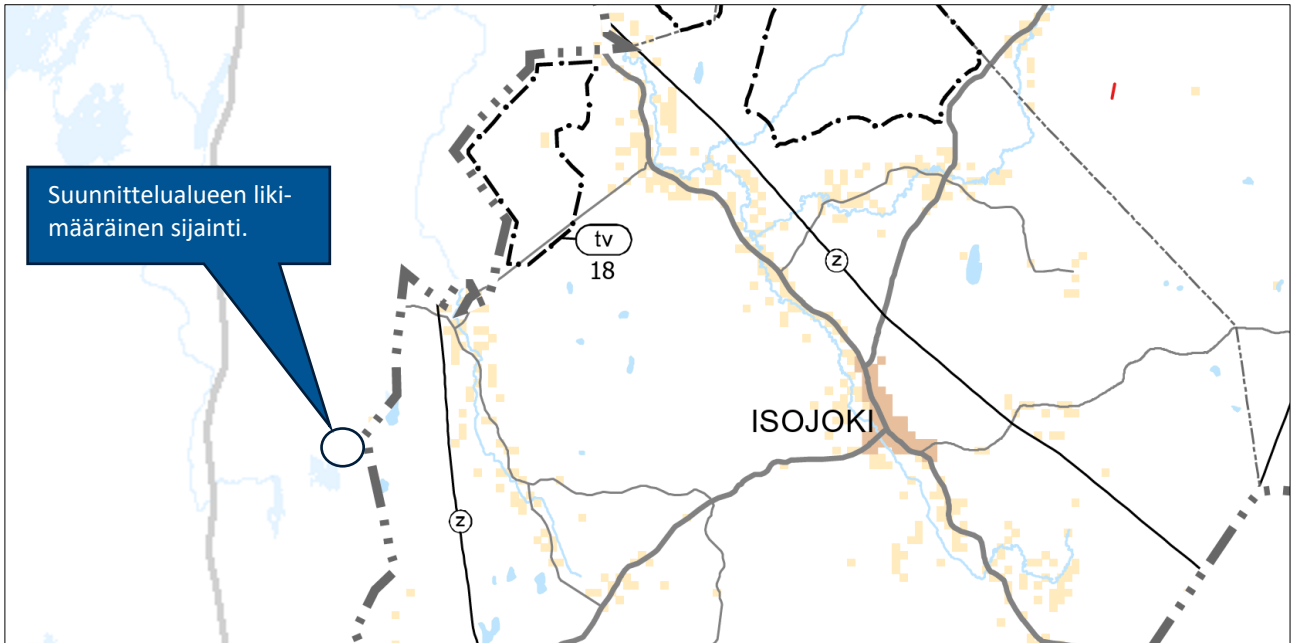 Suunnittelualueen liki-
määräinen sijainti.
tv
18
z
ISOJOKI
z